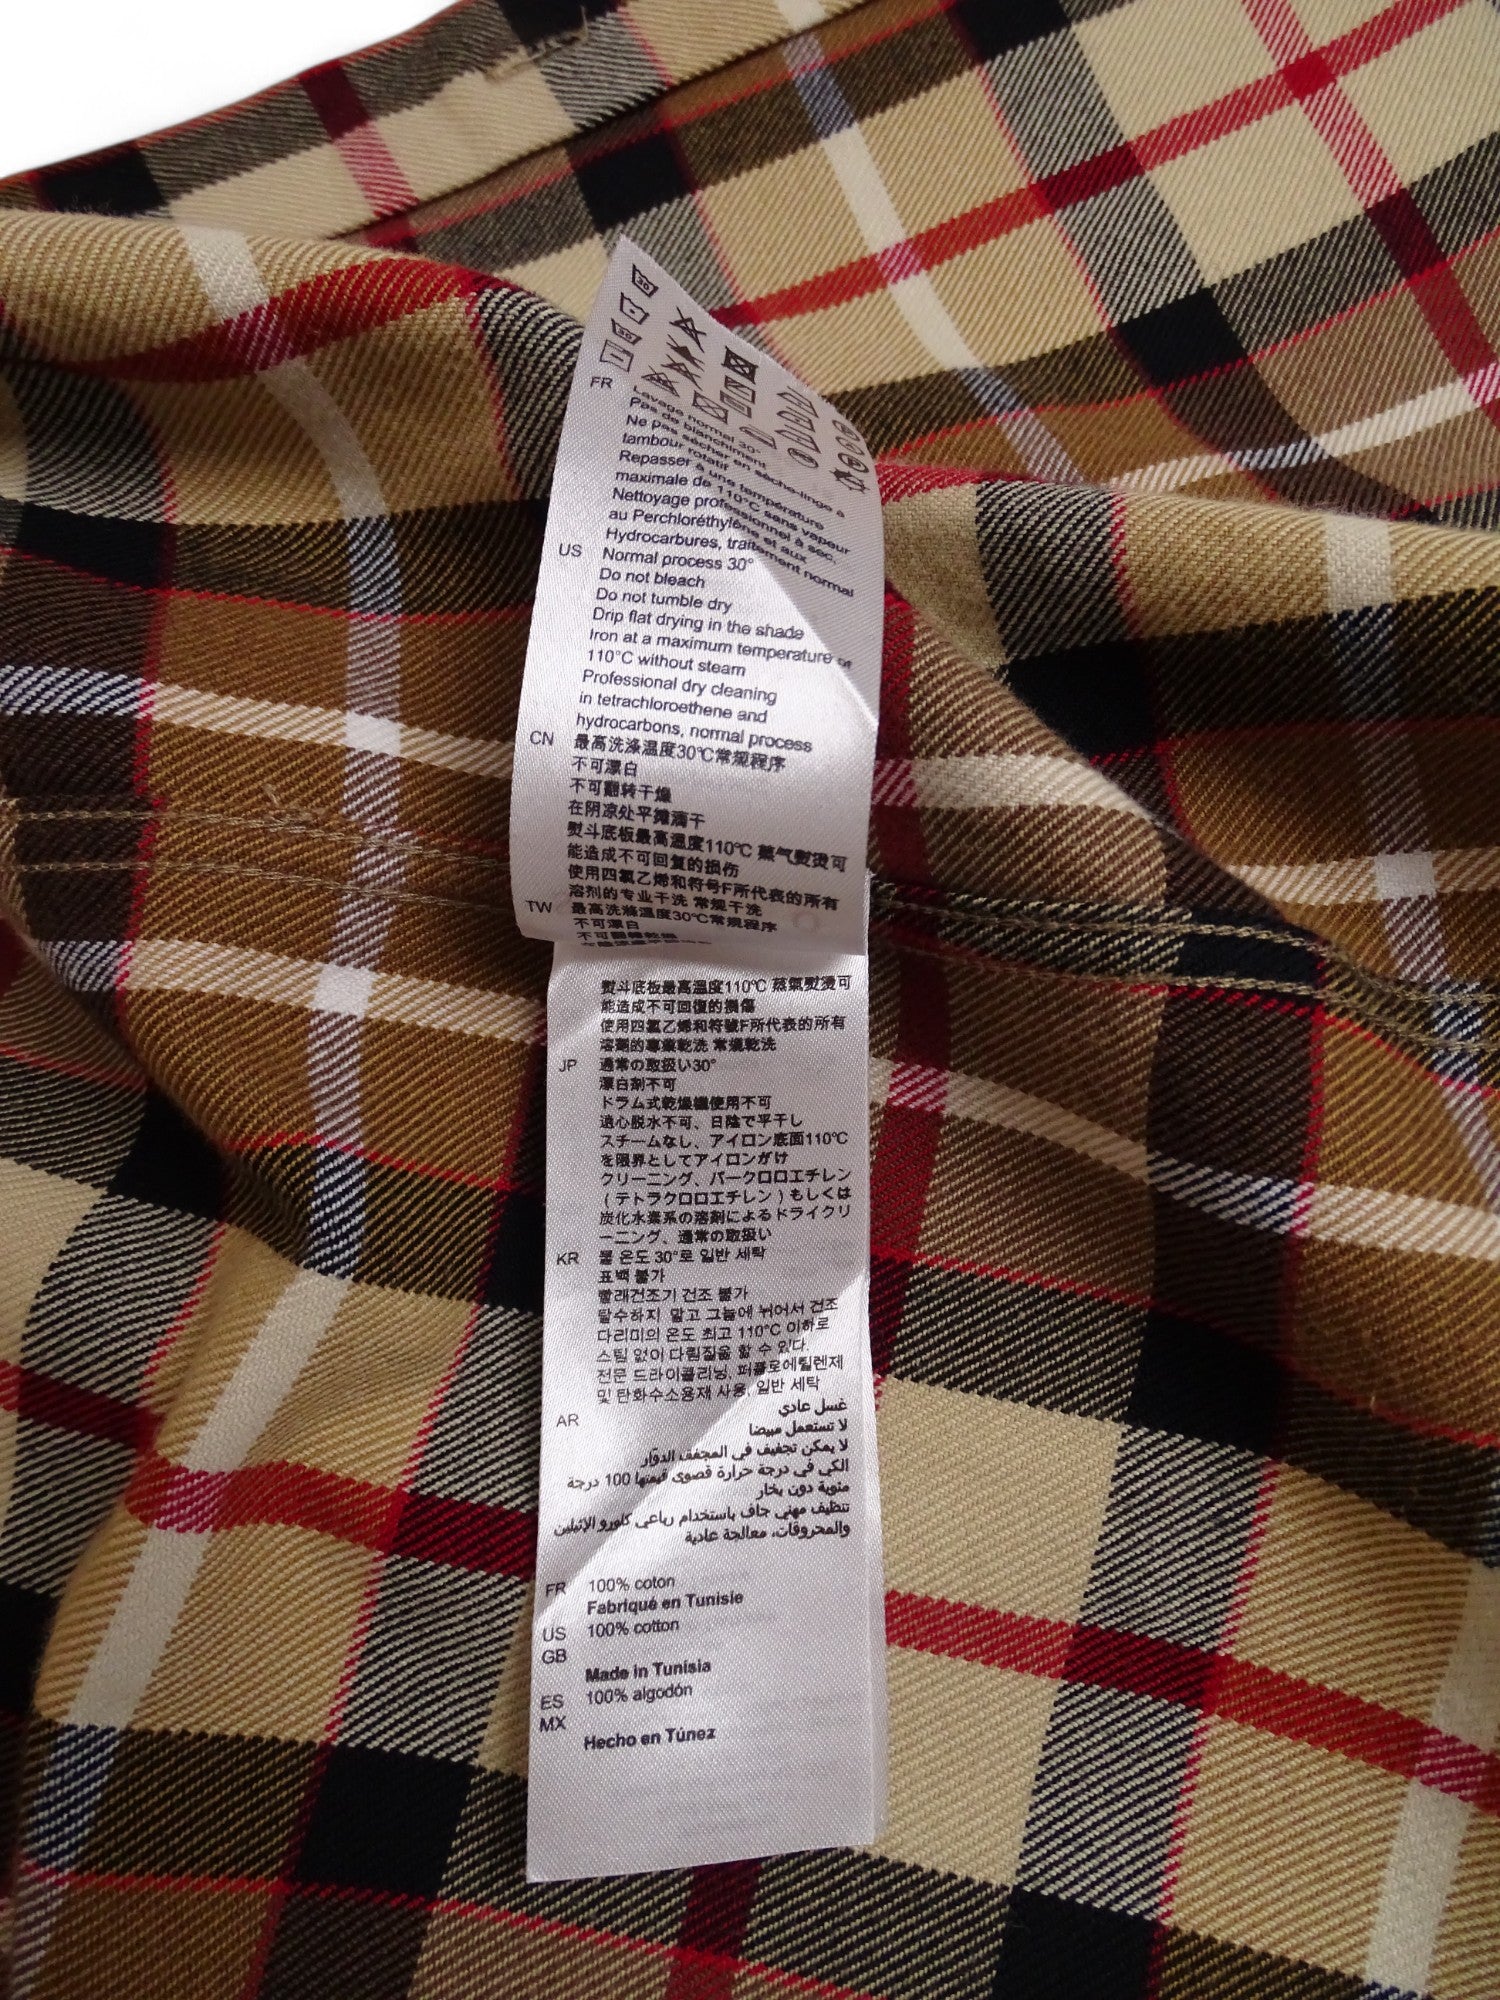 FR Lavage normal 30°
Pas de blanchiment
Ne pas sécher en sèche-linge à
tambour rotatif
Repasser à une température
maximale de 110°C sans vapeur
Nettoyage professionnel à sec,
au Perchloréthylène et aux
Hydrocarbures, traitement normal
US Normal process 30°
Do not bleach
Do not tumble dry
Drip flat drying in the shade
Iron at a maximum temperature of
110°C without steam
Professional dry cleaning
in tetrachloroethene and
hydrocarbons, normal process
CN 最高洗涤温度30℃常规程序
不可漂白
不可翻转干燥
在阴凉处平摊滴干
熨斗底板最高温度110℃ 蒸气熨烫可
能造成不可回复的损伤
使用四氯乙烯和符号F所代表的所有
溶剂的专业干洗 常规干洗
TW 最高洗滌溫度30℃常規程序
不可漂白
不可翻轉乾燥
熨斗底板最高溫度110℃ 蒸氣熨燙可
能造成不可回復的損傷
使用四氯乙烯和符號F所代表的所有
溶劑的專業乾洗 常規乾洗
JP 通常の取扱い30°
漂白剤不可
ドラム式乾燥機使用不可
遠心脱水不可、日陰で平干し
スチームなし、アイロン底面110℃
を限界としてアイロンがけ
クリーニング、パークロロエチレン
(テトラクロロエチレン)もしくは
炭化水素系の溶剤によるドライクリ
ーニング、通常の取扱い
KR 물 온도 30°로 일반 세탁
표백 불가
빨래건조기 건조 불가
탈수하지 말고 그늘에 뉘어서 건조
다리미의 온도 최고 110°C 이하로
스팀 없이 다림질을 할 수 있다.
전문 드라이클리닝, 퍼클로에틸렌제
및 탄화수소용재 사용, 일반 세탁
AR غسل عادي
لا تستعمل مبيضا
لا يمكن تجفيف في المجفف الدوّار
الكي في درجة حرارة قصوى قيمتها 100 درجة
مئوية دون بخار
تنظيف مهني جاف باستخدام رباعي كلورو الإثيلين
والمحروقات، معالجة عادية
FR 100% coton
Fabriqué en Tunisie
US 100% cotton
GB
Made in Tunisia
ES 100% algodón
MX
Hecho en Túnez